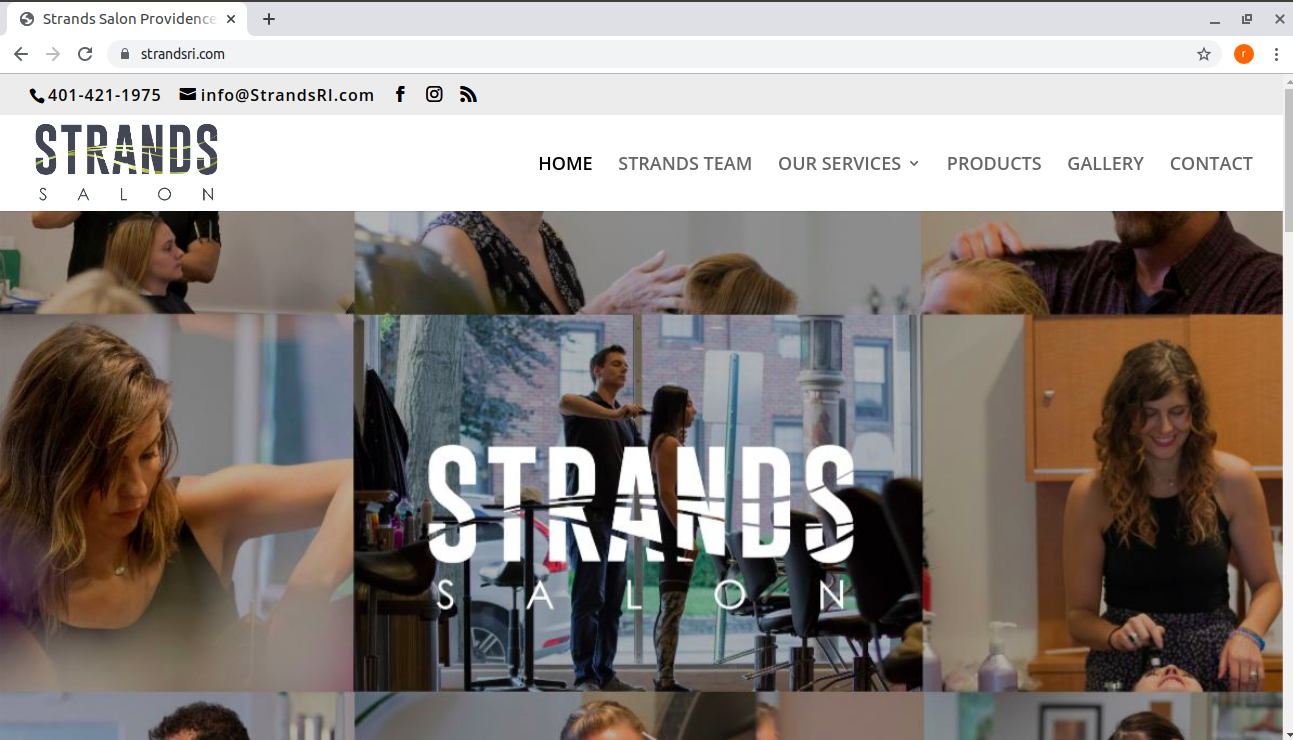 Strands Salon Providence
strandsri.com
r
401-421-1975 info@StrandsRI.com
STRANDS
SALON
HOME STRANDS TEAM OUR SERVICES PRODUCTS GALLERY CONTACT
STRANDS
SALON